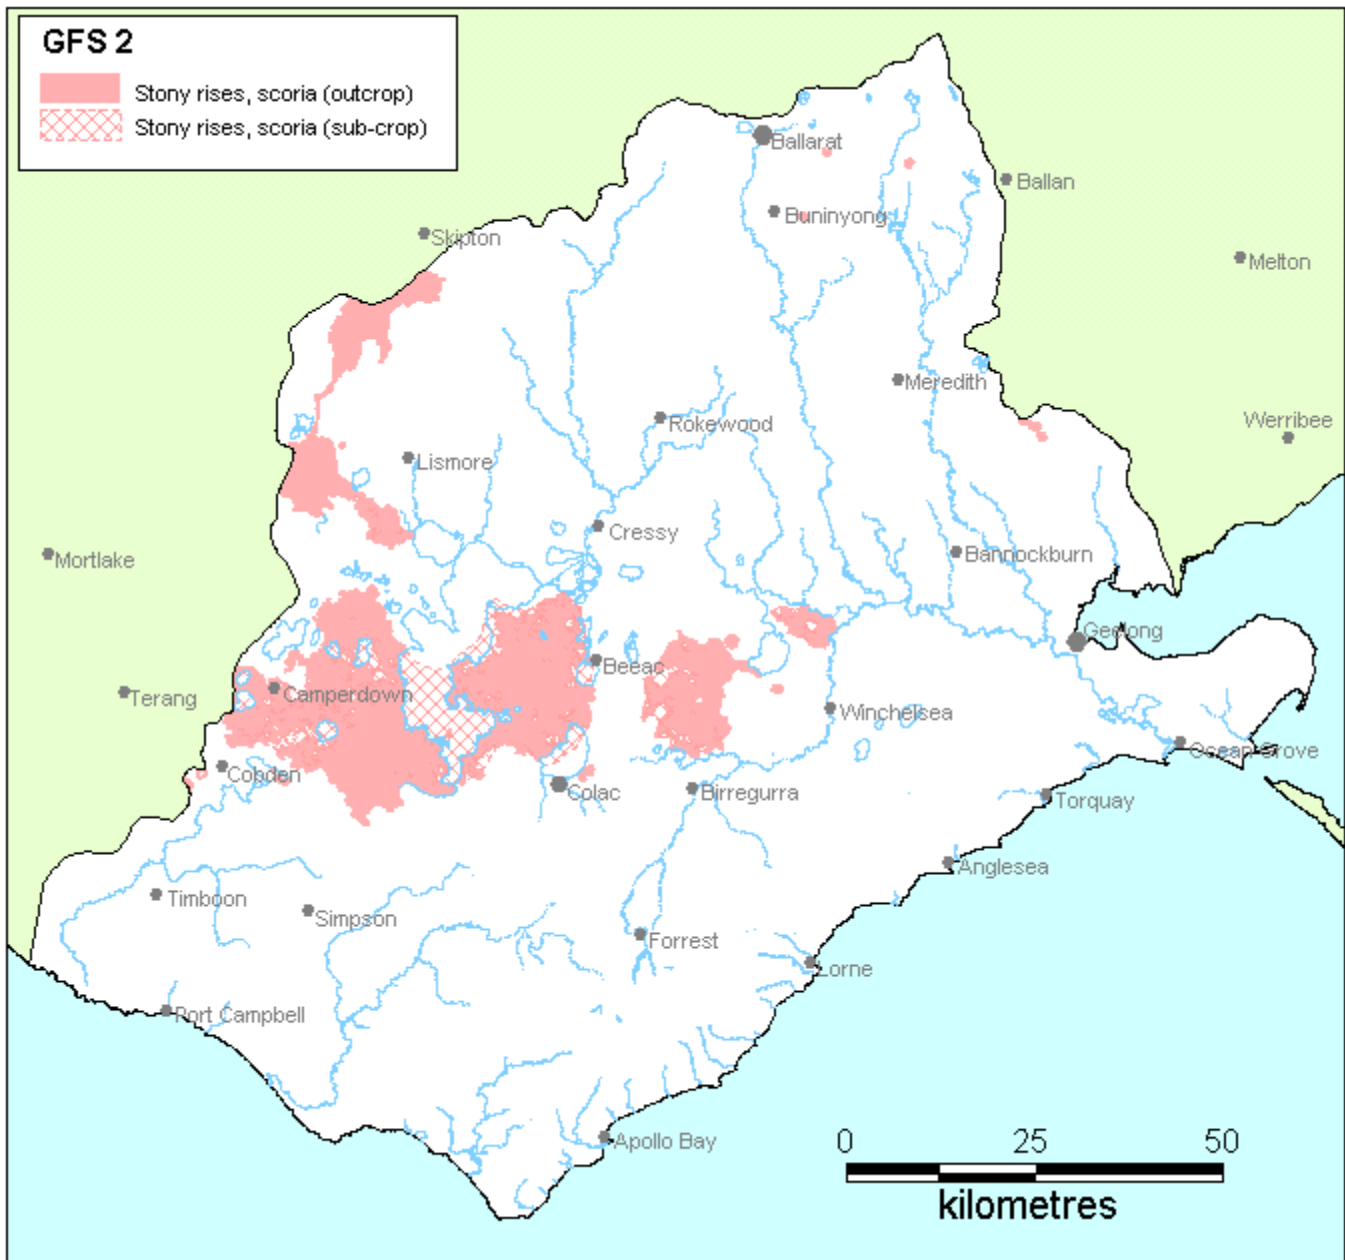 GFS 2
Stony rises, scoria (outcrop)
Stony rises, scoria (sub-crop)
Ballarat
Ballan
Buninyong
Skipton
Melton
Meredith
Rokewood
Werribee
Lismore
Cressy
Mortlake
Bannockburn
Geelong
Beeac
Camperdown
Terang
Winchelsea
Ocean Grove
Cobden
Colac
Birregurra
Torquay
Anglesea
Timboon
Simpson
Forrest
Lorne
Port Campbell
Apollo Bay
0 25 50
kilometres